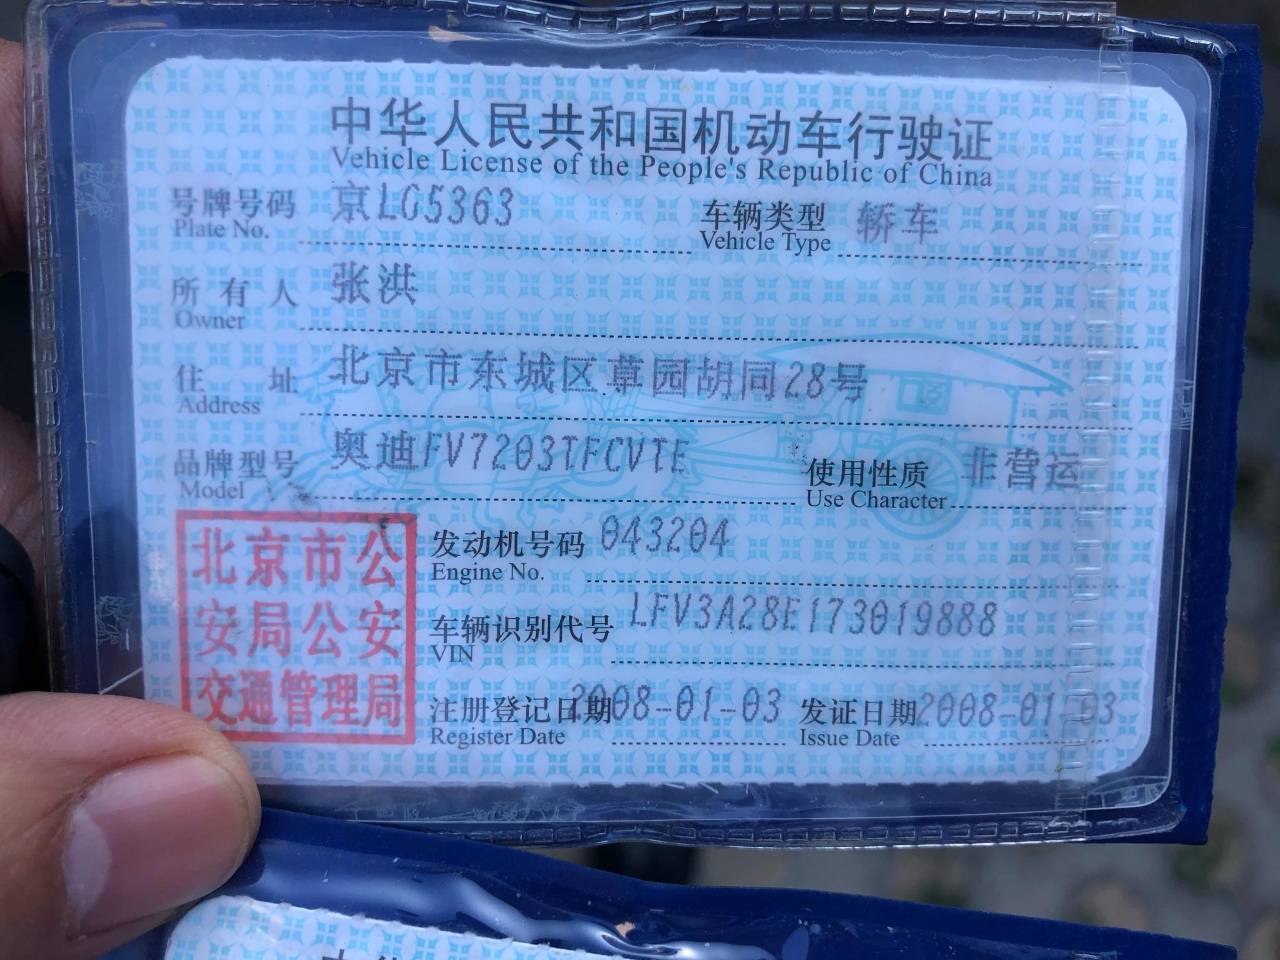 中华人民共和国机动车行驶证
Vehicle License of the People's Republic of China
号牌号码 京LG5363 车辆类型 轿车
Plate No. Vehicle Type
所有人 张洪
Owner
住址 北京市东城区草园胡同28号
Address
品牌型号 奥迪FV7203TFCVTE 使用性质 非营运
Model Use Character
北京市公
安局公安
交通管理局
发动机号码 043204
Engine No.
车辆识别代号 LFV3A28E173019888
VIN
注册登记日期 2008-01-03 发证日期 2008-01-03
Register Date Issue Date